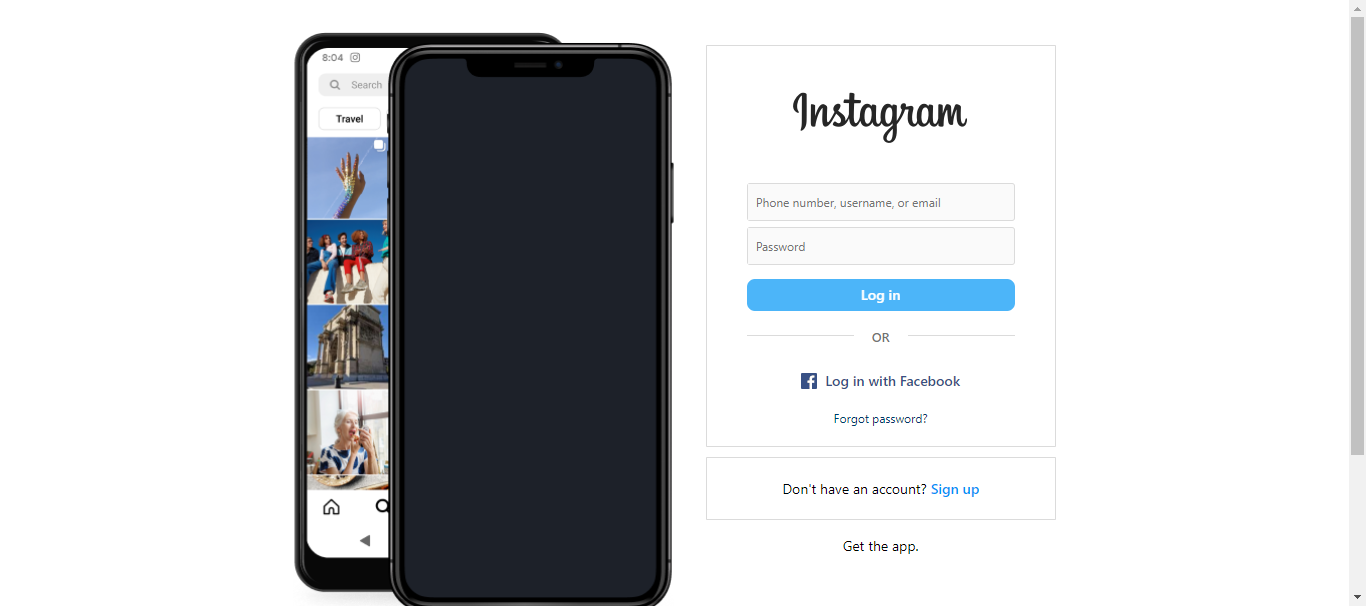 8:04
Search
Travel
Instagram
Phone number, username, or email
Password
Log in
OR
Log in with Facebook
Forgot password?
Don't have an account? Sign up
Get the app.